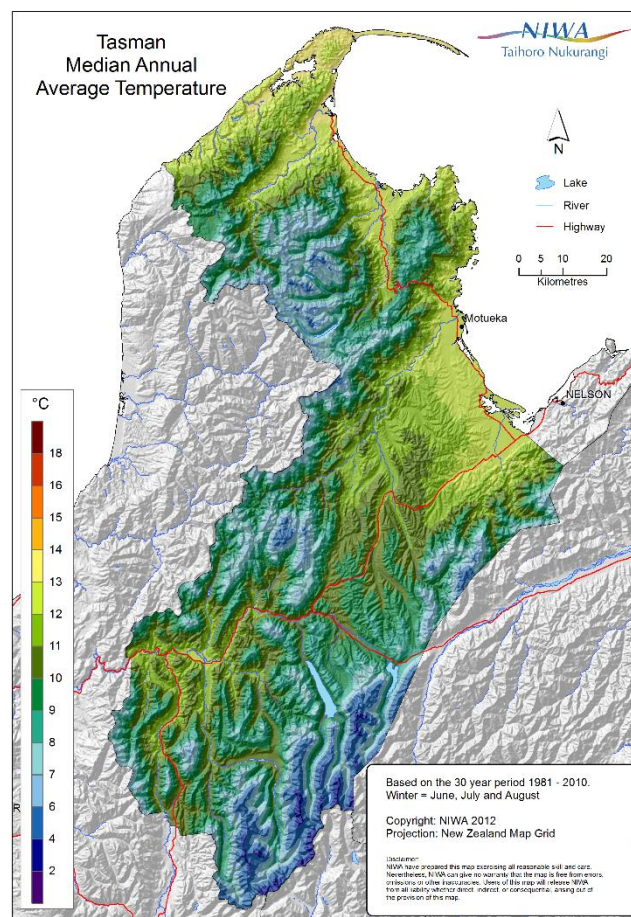 Tasman
Median Annual
Average Temperature
NIWA
Taihoro Nukurangi
N
Lake
River
Highway
0 5 10 20
Kilometres
Motueka
NELSON
°C
18
16
15
14
13
12
11
10
9
8
7
6
4
2
R
Based on the 30 year period 1981 - 2010.
Winter = June, July and August
Copyright: NIWA 2012
Projection: New Zealand Map Grid
Disclaimer:
NIWA have prepared this map exercising all reasonable skill and care.
Nevertheless, NIWA can give no warranty that the map is free from errors,
omissions or other inaccuracies. Users of this map will release NIWA
from all liability whether direct, indirect, or consequential, arising out of
the provision of this map.